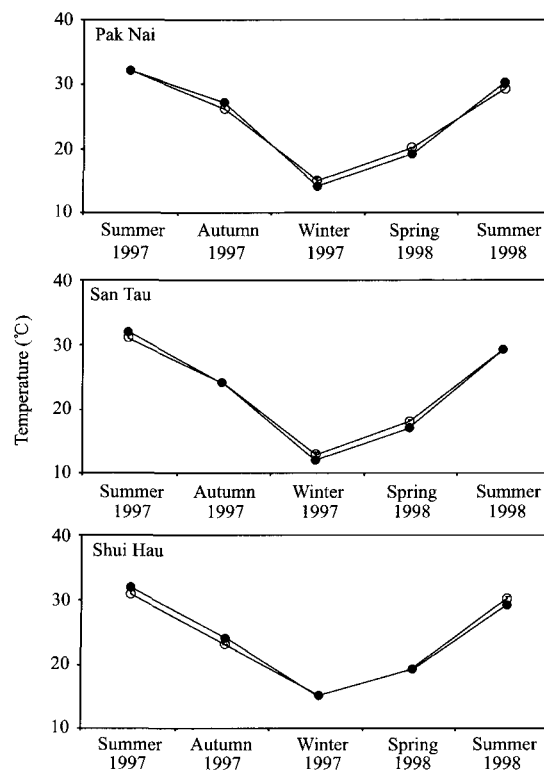 Pak Nai
40
30
20
10
Summer Autumn Winter Spring Summer
1997 1997 1997 1998 1998
San Tau
40
30
20
10
Temperature (℃)
Summer Autumn Winter Spring Summer
1997 1997 1997 1998 1998
Shui Hau
40
30
20
10
Summer Autumn Winter Spring Summer
1997 1997 1997 1998 1998